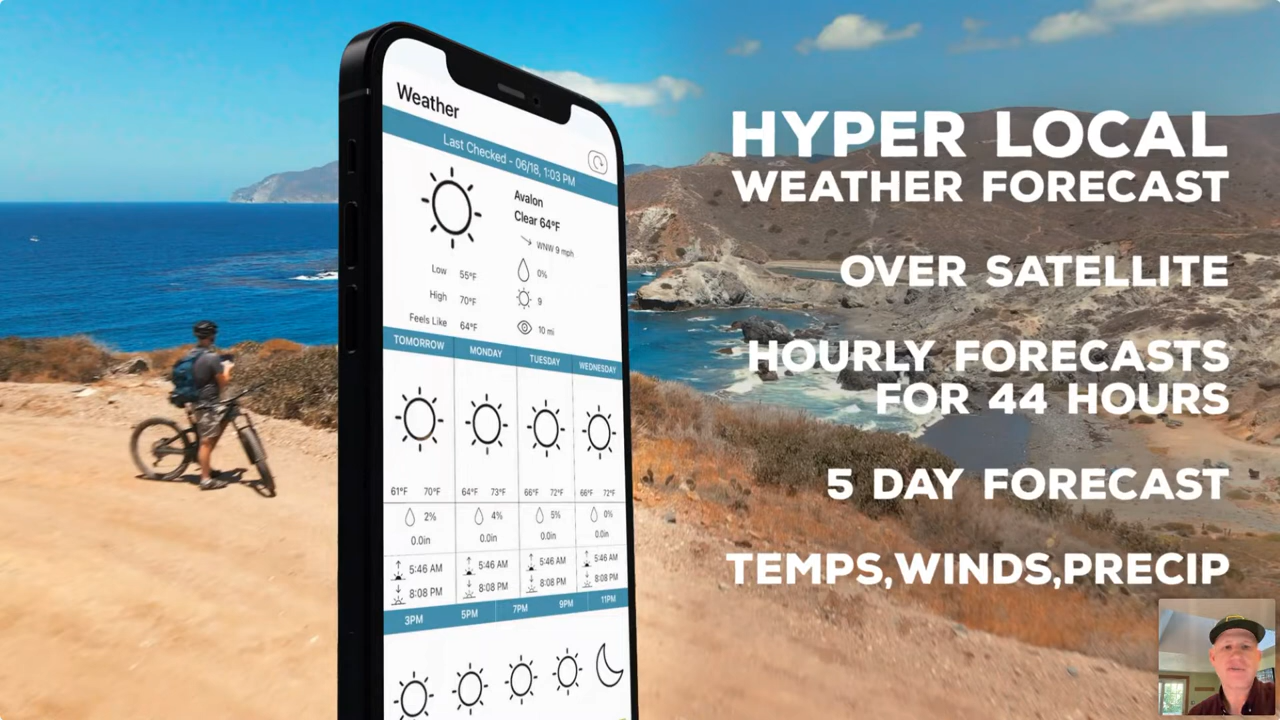 Weather
Last Checked - 06/18, 1:03 PM
Avalon
Clear 64°F
WNW 9 mph
0%
9
10 mi
Low 55°F
High 70°F
Feels Like 64°F
TOMORROW MONDAY TUESDAY WEDNESDAY
61°F 70°F 64°F 73°F 66°F 72°F 66°F 72°F
2% 4% 5% 0%
0.0in 0.0in 0.0in 0.0in
5:46 AM 5:46 AM 5:46 AM 5:46 AM
8:08 PM 8:08 PM 8:08 PM 8:08 PM
3PM 5PM 7PM 9PM 11PM
HYPER LOCAL
WEATHER FORECAST
OVER SATELLITE
HOURLY FORECASTS
FOR 44 HOURS
5 DAY FORECAST
TEMPS,WINDS,PRECIP